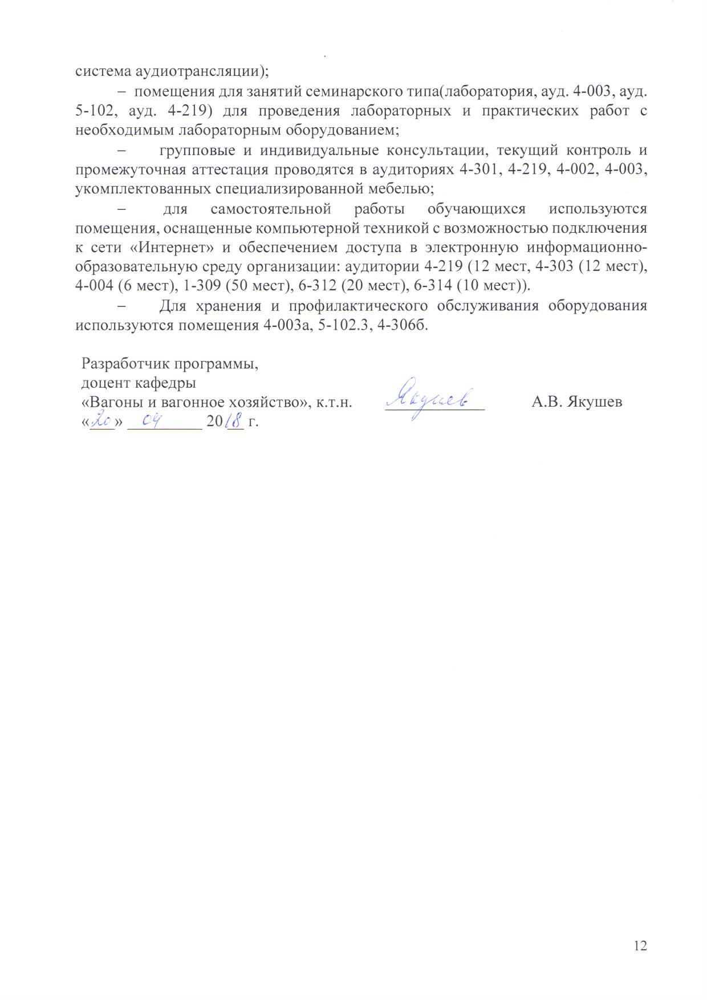 система аудиотрансляции);
– помещения для занятий семинарского типа(лаборатория, ауд. 4-003, ауд.
5-102, ауд. 4-219) для проведения лабораторных и практических работ с
необходимым лабораторным оборудованием;
– групповые и индивидуальные консультации, текущий контроль и
промежуточная аттестация проводятся в аудиториях 4-301, 4-219, 4-002, 4-003,
укомплектованных специализированной мебелью;
– для самостоятельной работы обучающихся используются
помещения, оснащенные компьютерной техникой с возможностью подключения
к сети «Интернет» и обеспечением доступа в электронную информационно-
образовательную среду организации: аудитории 4-219 (12 мест, 4-303 (12 мест),
4-004 (6 мест), 1-309 (50 мест), 6-312 (20 мест), 6-314 (10 мест)).
– Для хранения и профилактического обслуживания оборудования
используются помещения 4-003а, 5-102.3, 4-306б.
Разработчик программы,
доцент кафедры
«Вагоны и вагонное хозяйство», к.т.н. Якушев А.В. Якушев
«20» 04 2018 г.
12